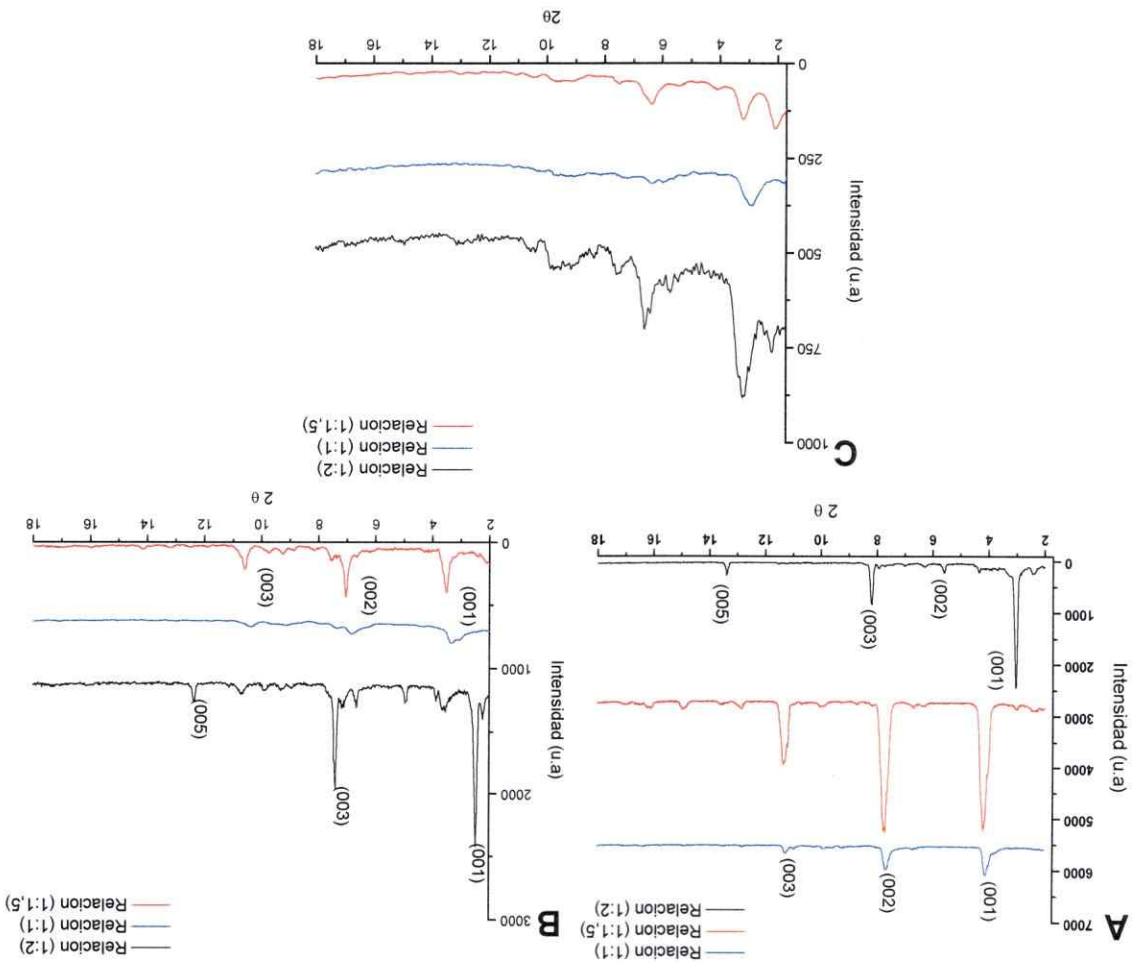 A
Relacion (1:1)
Relacion (1:1,5)
Relacion (1:2)
Intensidad (u.a)
7000
6000
5000
4000
3000
2000
1000
0
(001)
(002)
(003)
(001)
(002)
(003)
(005)
2 4 6 8 10 12 14 16 18
2 θ
B
Relacion (1:2)
Relacion (1:1)
Relacion (1:1,5)
Intensidad (u.a)
3000
2000
1000
0
(001)
(003)
(005)
(001)
(002)
(003)
2 4 6 8 10 12 14 16 18
2 θ
C
Relacion (1:2)
Relacion (1:1)
Relacion (1:1,5)
Intensidad (u.a)
1000
750
500
250
0
2 4 6 8 10 12 14 16 18
2θ